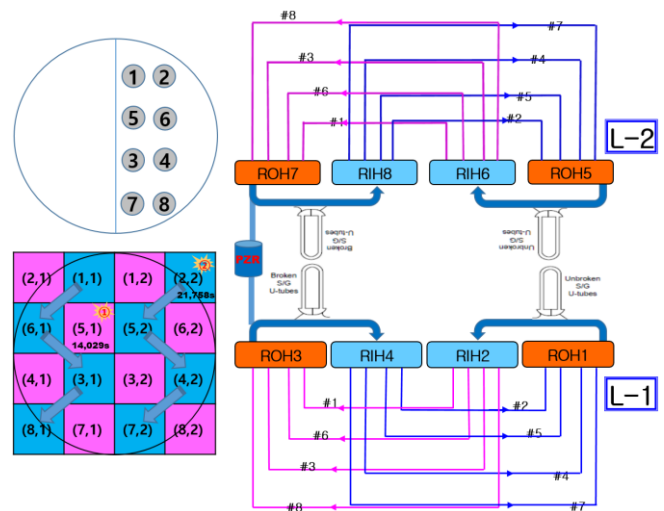 1 2
5 6
3 4
7 8
(2,1) (1,1) (1,2) (2,2)
②
21,758s
(6,1) (5,1) (5,2) (6,2)
①
14,029s
(4,1) (3,1) (3,2) (4,2)
(8,1) (7,1) (7,2) (8,2)
#8
#7
#3
#4
#6
#5
#1
#2
L-2
ROH7 RIH8 RIH6 ROH5
Broken
S/G
U-tubes
Unbroken
S/G
U-tubes
PZR
Broken
S/G
U-tubes
Unbroken
S/G
U-tubes
ROH3 RIH4 RIH2 ROH1
L-1
#1
#2
#6
#5
#3
#4
#8
#7